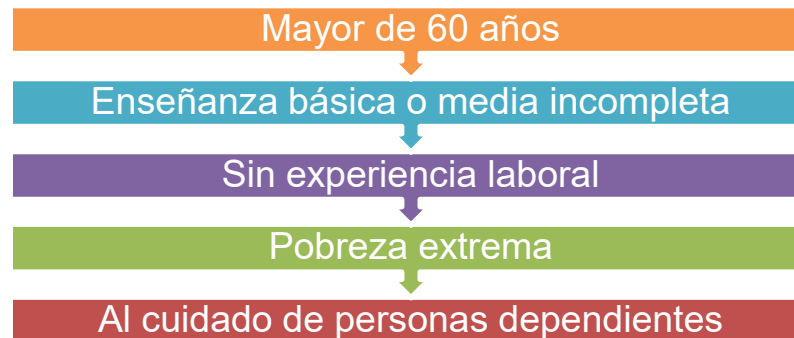 Mayor de 60 años
Enseñanza básica o media incompleta
Sin experiencia laboral
Pobreza extrema
Al cuidado de personas dependientes